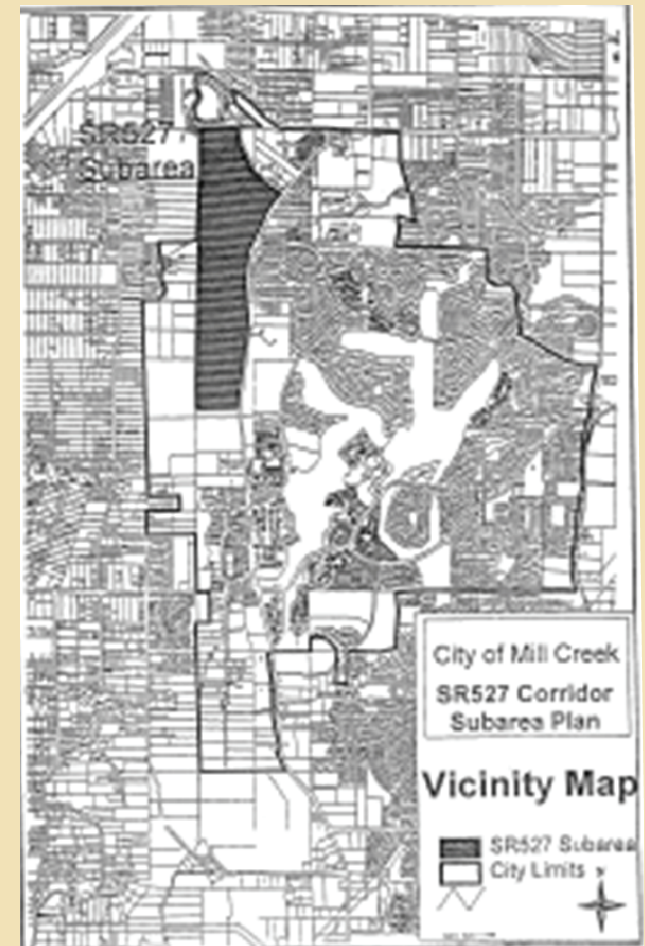 SR527
Subarea
City of Mill Creek
SR527 Corridor
Subarea Plan
Vicinity Map
SR527 Subarea
City Limits
N